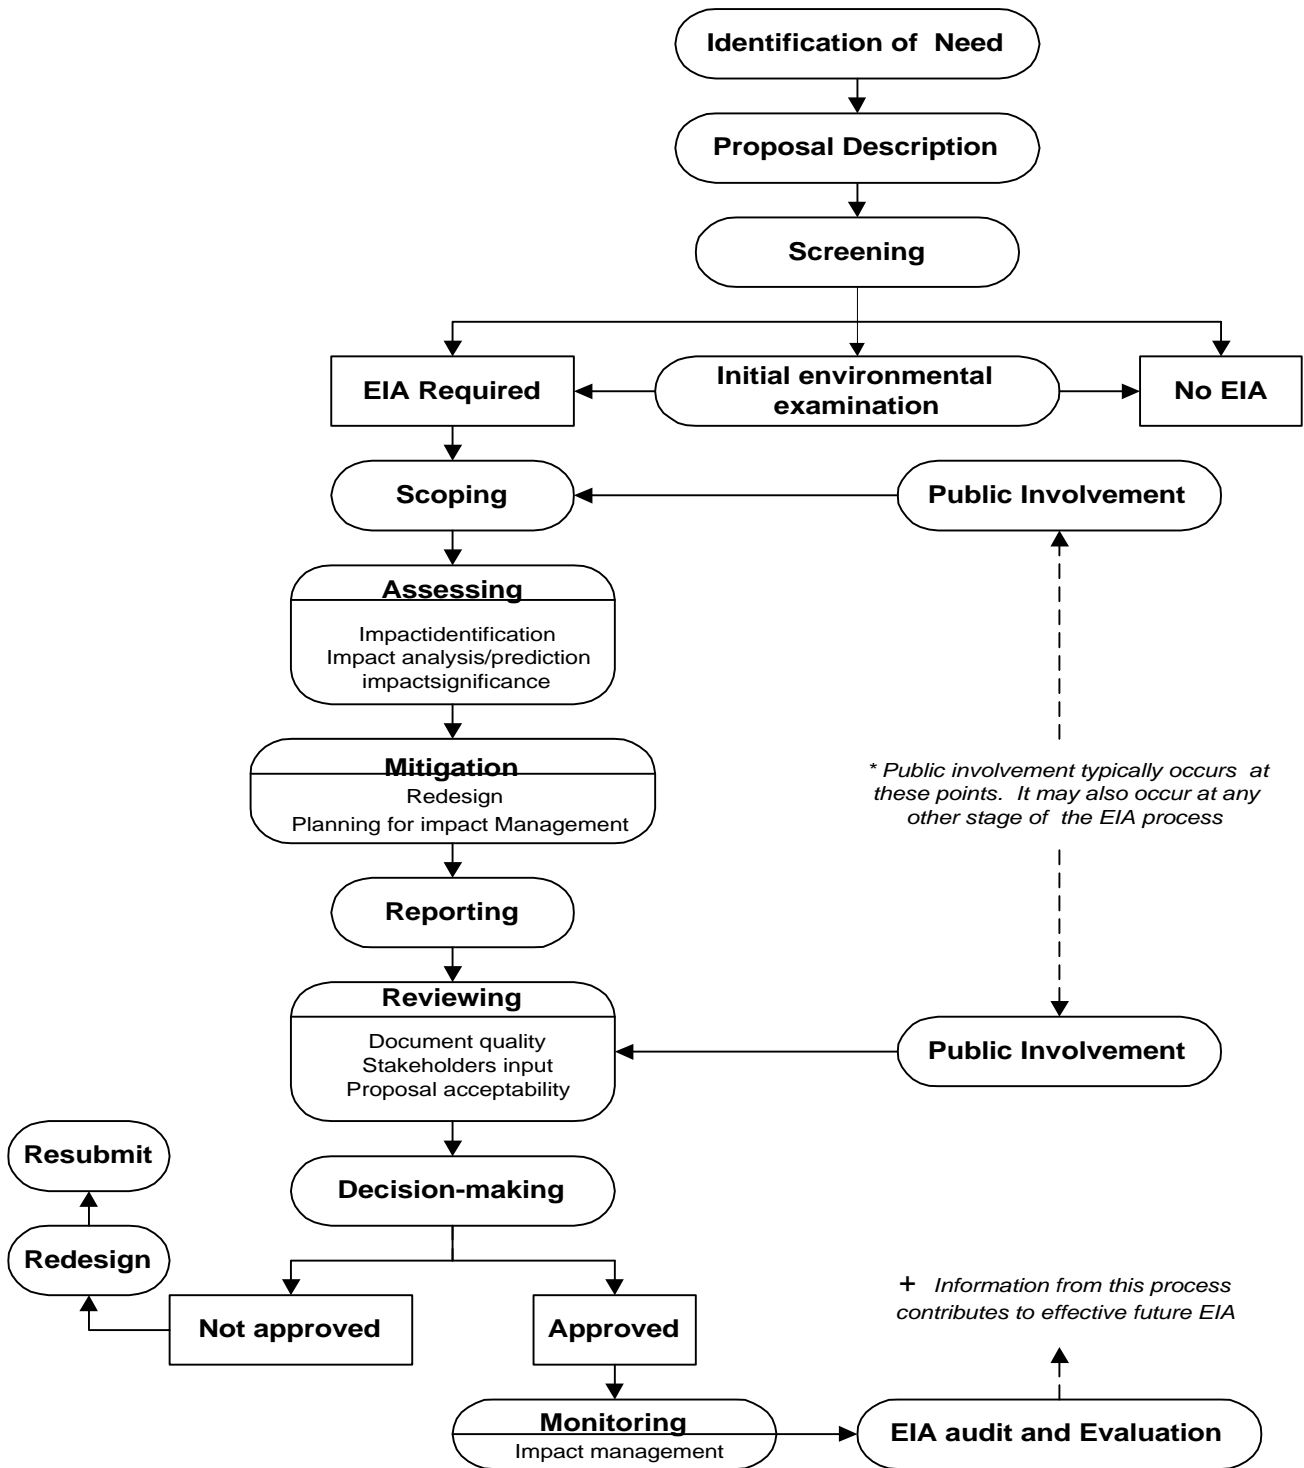 Identification of Need
Proposal Description
Screening
EIA Required
Initial environmental
examination
No EIA
Scoping
Public Involvement
Assessing
Impactidentification
Impact analysis/prediction
impactsignificance
Mitigation
Redesign
Planning for impact Management
* Public involvement typically occurs at
these points. It may also occur at any
other stage of the EIA process
Reporting
Reviewing
Document quality
Stakeholders input
Proposal acceptability
Public Involvement
Resubmit
Decision-making
Redesign
Not approved
Approved
+ Information from this process
contributes to effective future EIA
Monitoring
Impact management
EIA audit and Evaluation